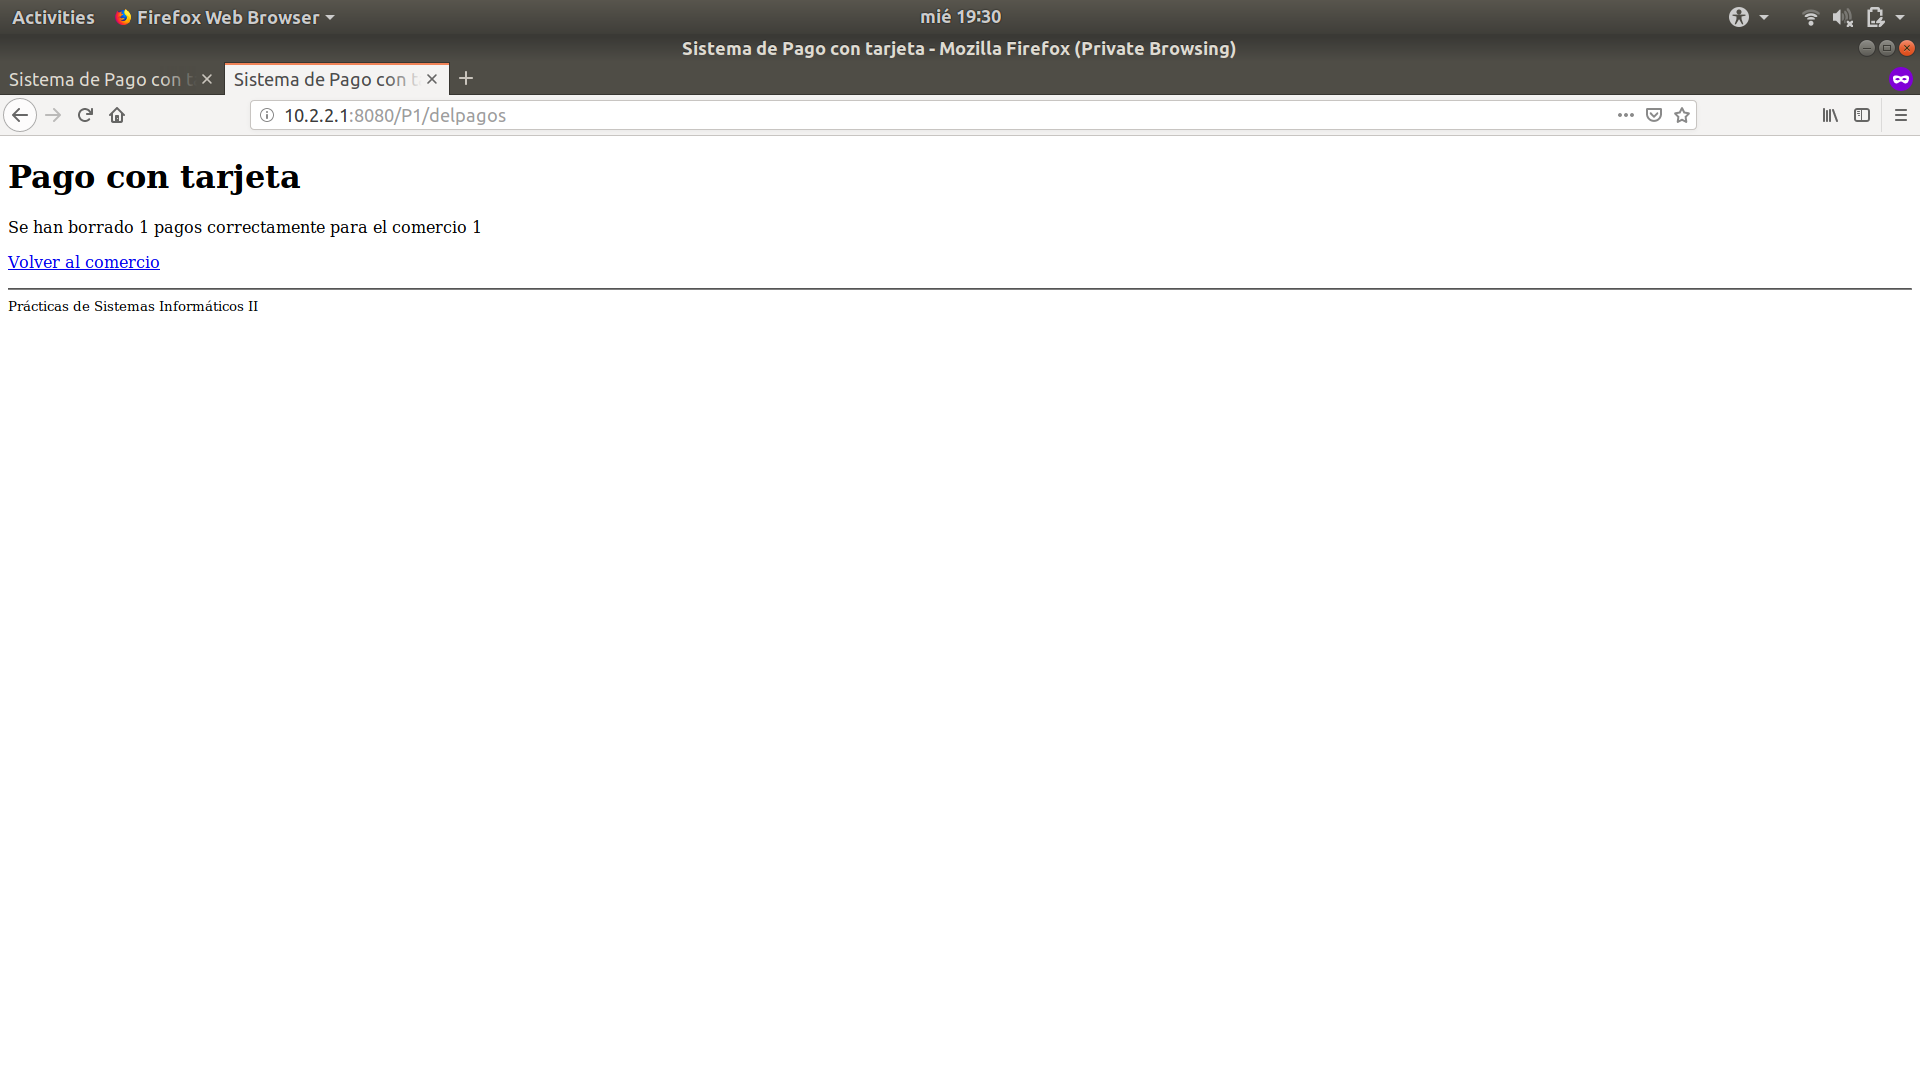 Activities Firefox Web Browser mié 19:30
Sistema de Pago con tarjeta - Mozilla Firefox (Private Browsing)
Sistema de Pago con t Sistema de Pago con t
10.2.2.1:8080/P1/delpagos
Pago con tarjeta
Se han borrado 1 pagos correctamente para el comercio 1
Volver al comercio
Prácticas de Sistemas Informáticos II